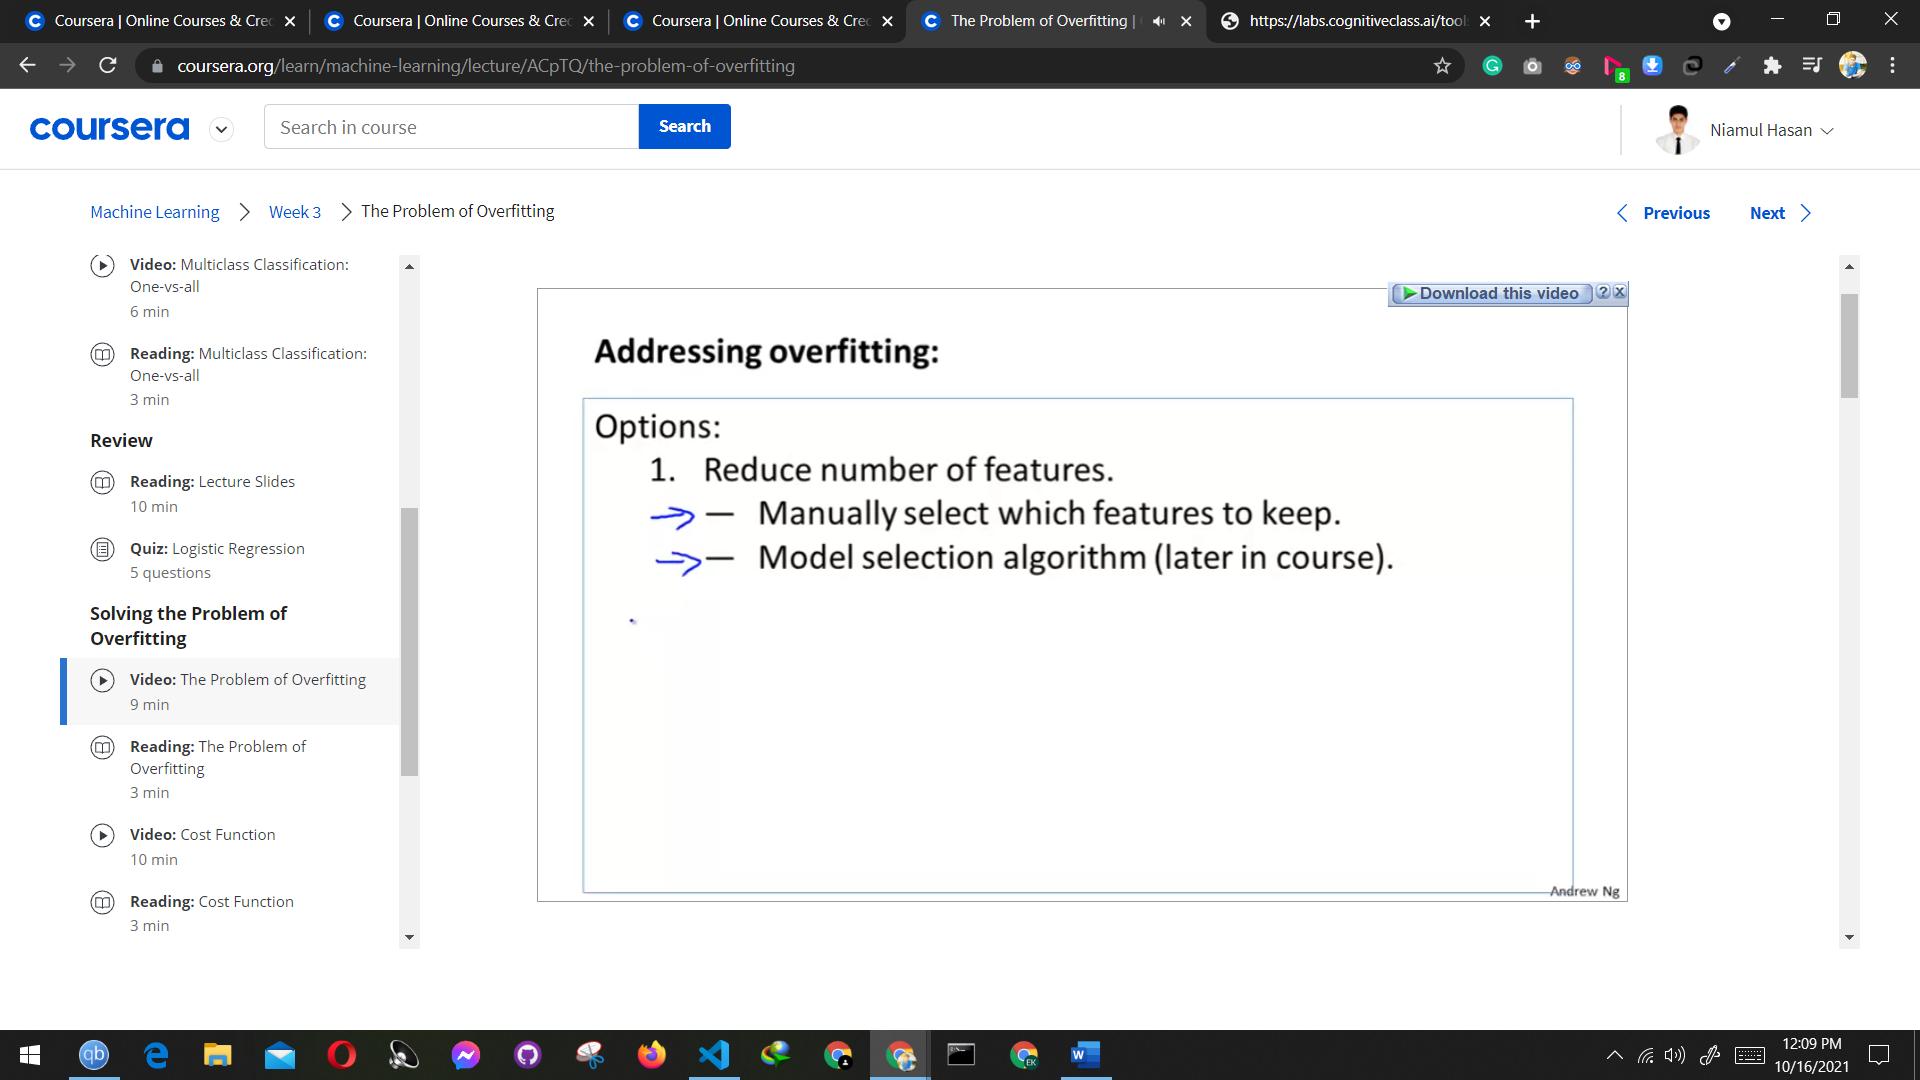 Coursera | Online Courses & Cre
Coursera | Online Courses & Cre
Coursera | Online Courses & Cre
The Problem of Overfitting |
https://labs.cognitiveclass.ai/tool
coursera.org/learn/machine-learning/lecture/ACpTQ/the-problem-of-overfitting
8
coursera
Search in course
Search
Niamul Hasan
Machine Learning
Week 3
The Problem of Overfitting
Previous
Next
Video: Multiclass Classification:
One-vs-all
6 min
Reading: Multiclass Classification:
One-vs-all
3 min
Review
Reading: Lecture Slides
10 min
Quiz: Logistic Regression
5 questions
Solving the Problem of
Overfitting
Video: The Problem of Overfitting
9 min
Reading: The Problem of
Overfitting
3 min
Video: Cost Function
10 min
Reading: Cost Function
3 min
Download this video
? X
Addressing overfitting:
Options:
1. Reduce number of features.
— Manually select which features to keep.
— Model selection algorithm (later in course).
Andrew Ng
qb
EK
W
12:09 PM
10/16/2021